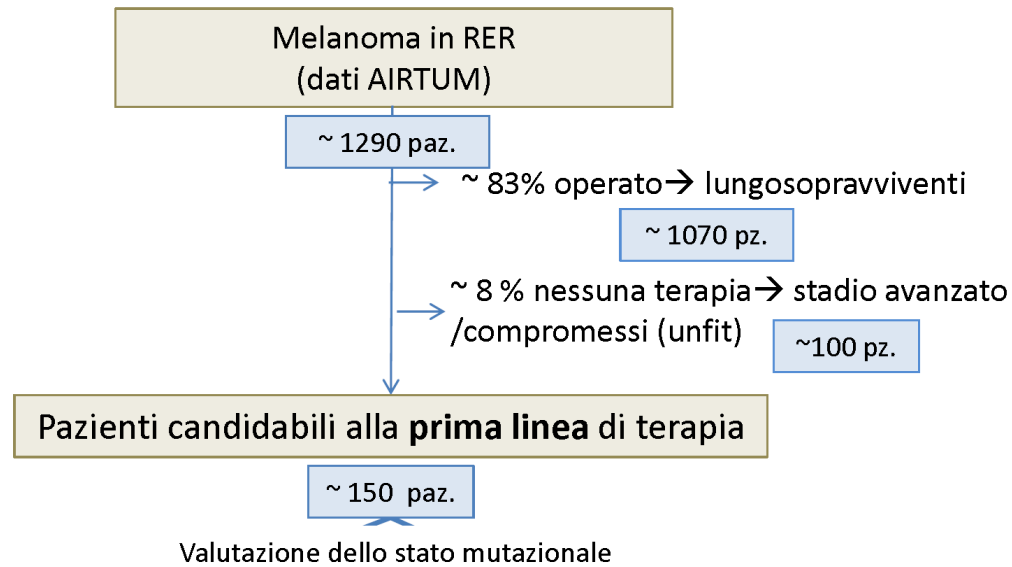 Melanoma in RER
(dati AIRTUM)
~ 1290 paz.
~ 83% operato→ lungosopravviventi
~ 1070 pz.
~ 8 % nessuna terapia→ stadio avanzato
/compromessi (unfit)
~100 pz.
Pazienti candidabili alla prima linea di terapia
~ 150 paz.
Valutazione dello stato mutazionale